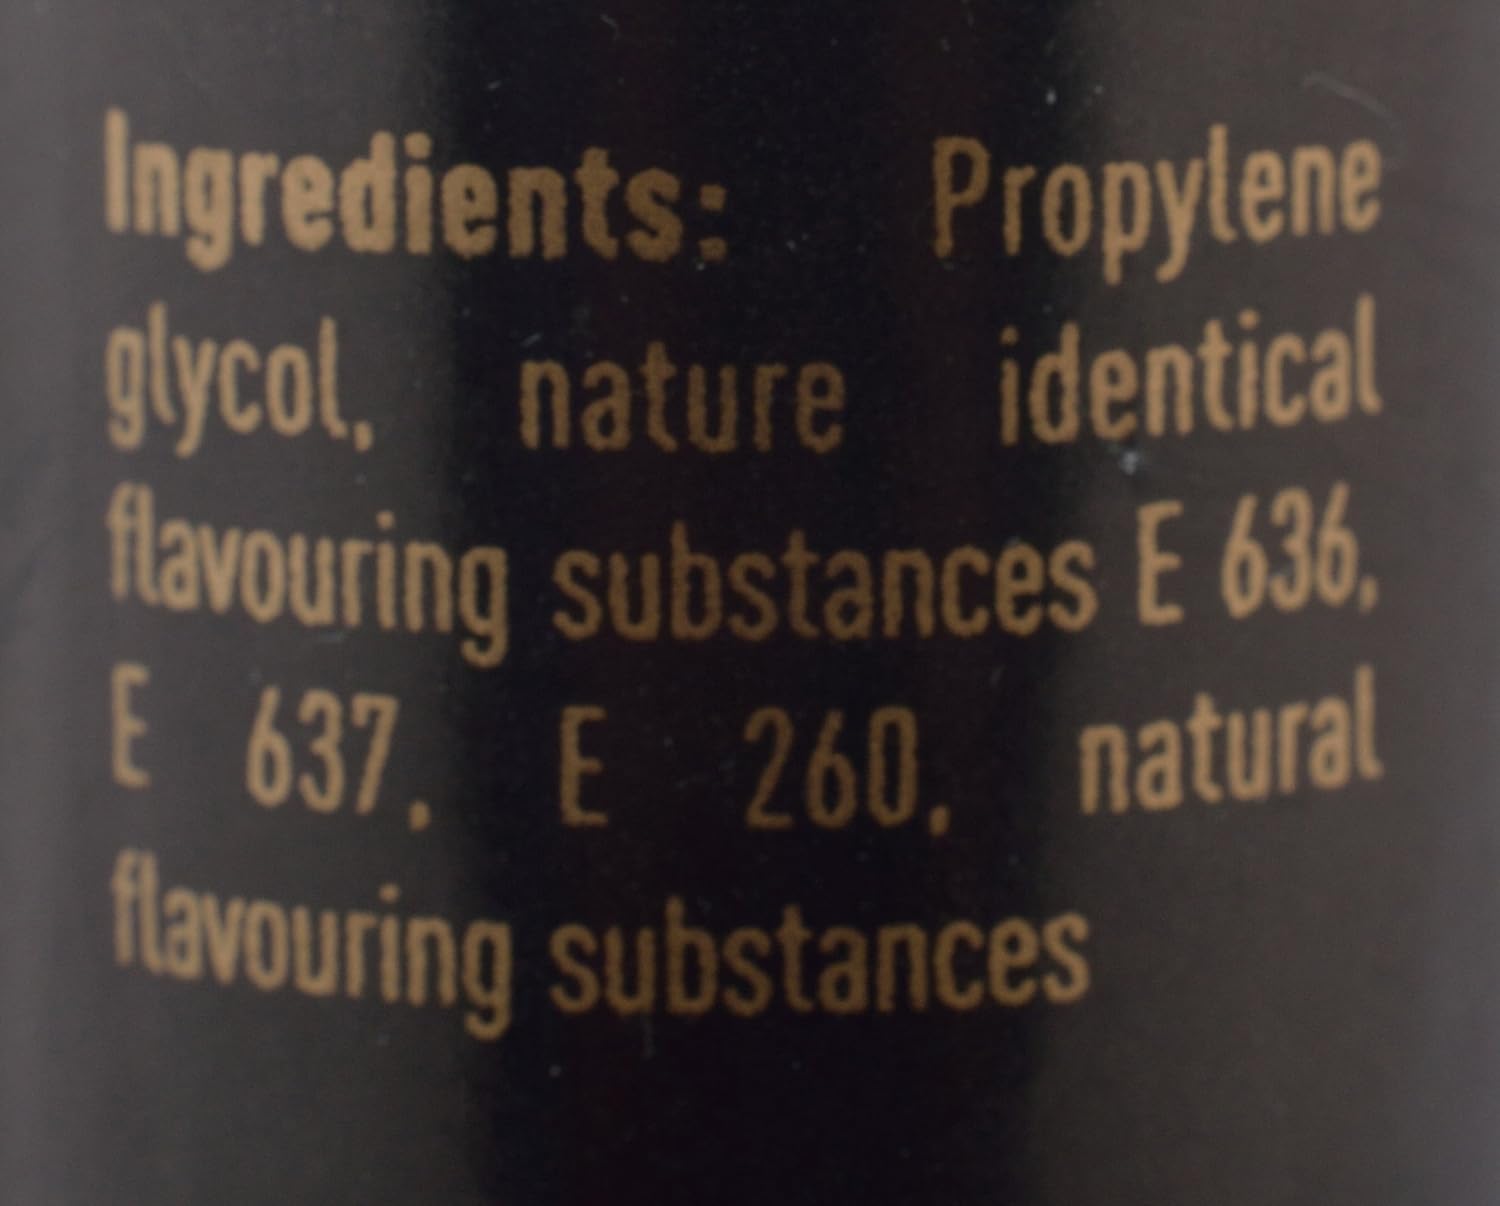 Ingredients: Propylene
glycol, nature identical
flavouring substances E 636,
E 637, E 260, natural
flavouring substances